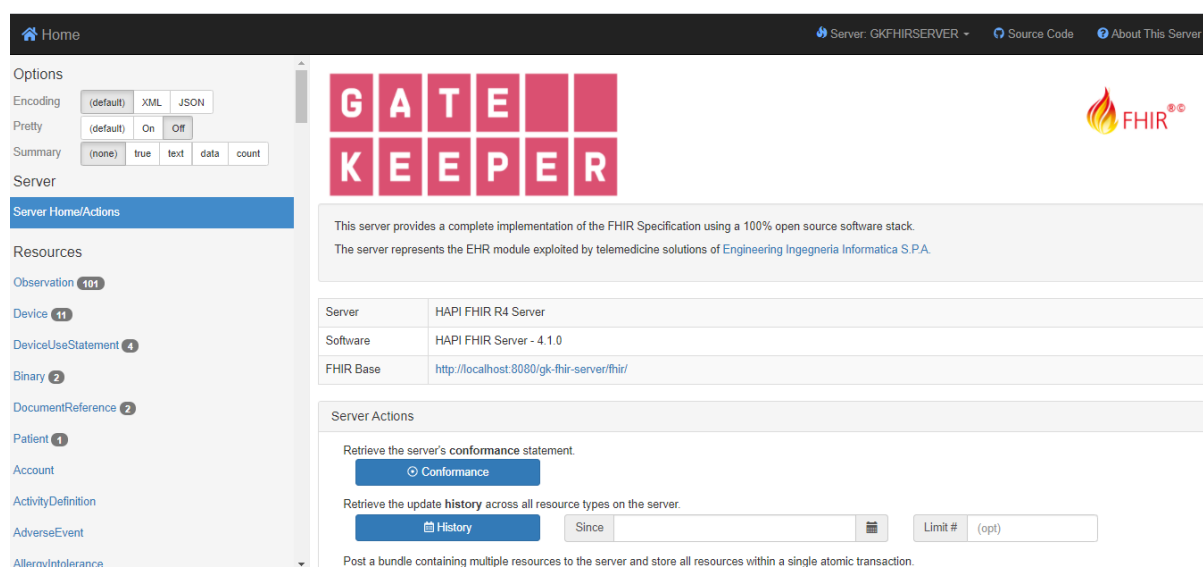 Home
Server: GKFHIRSERVER
Source Code
About This Server
Options
Encoding (default) XML JSON
Pretty (default) On Off
Summary (none) true text data count
Server
Server Home/Actions
Resources
Observation 101
Device 11
DeviceUseStatement 4
Binary 2
DocumentReference 2
Patient 1
Account
ActivityDefinition
AdverseEvent
AllergyIntolerance
GATE
KEEPER
FHIR®©
This server provides a complete implementation of the FHIR Specification using a 100% open source software stack.
The server represents the EHR module exploited by telemedicine solutions of Engineering Ingegneria Informatica S.P.A.
Server HAPI FHIR R4 Server
Software HAPI FHIR Server - 4.1.0
FHIR Base http://localhost:8080/gk-fhir-server/fhir/
Server Actions
Retrieve the server's conformance statement.
Conformance
Retrieve the update history across all resource types on the server.
History Since Limit # (opt)
Post a bundle containing multiple resources to the server and store all resources within a single atomic transaction.